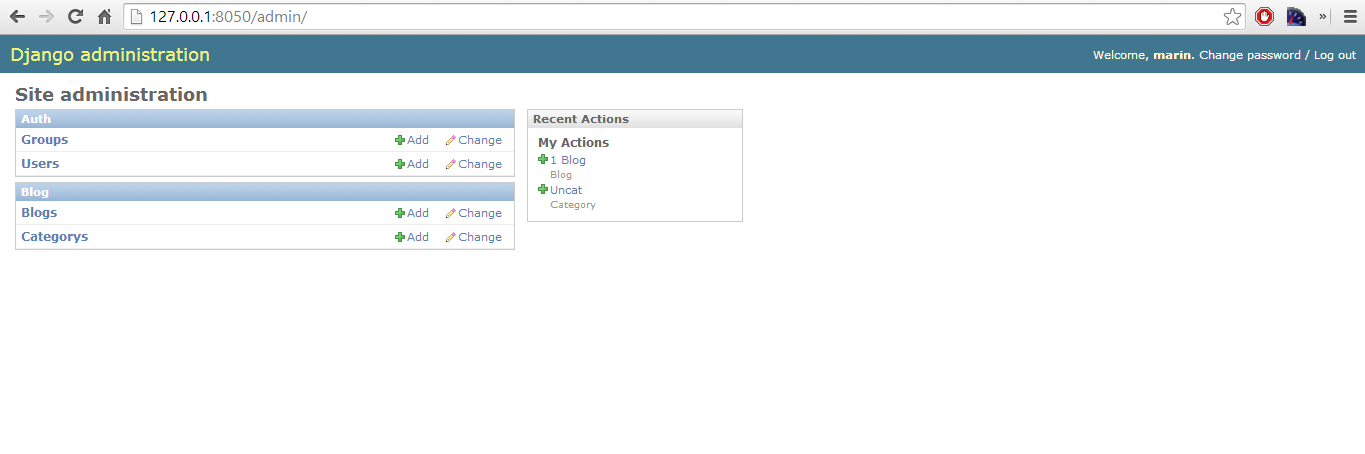 127.0.0.1:8050/admin/
»
Django administration
Welcome, marin. Change password / Log out
Site administration
Auth
Groups Add Change
Users Add Change
Blog
Blogs Add Change
Categorys Add Change
Recent Actions
My Actions
1 Blog
Blog
Uncat
Category